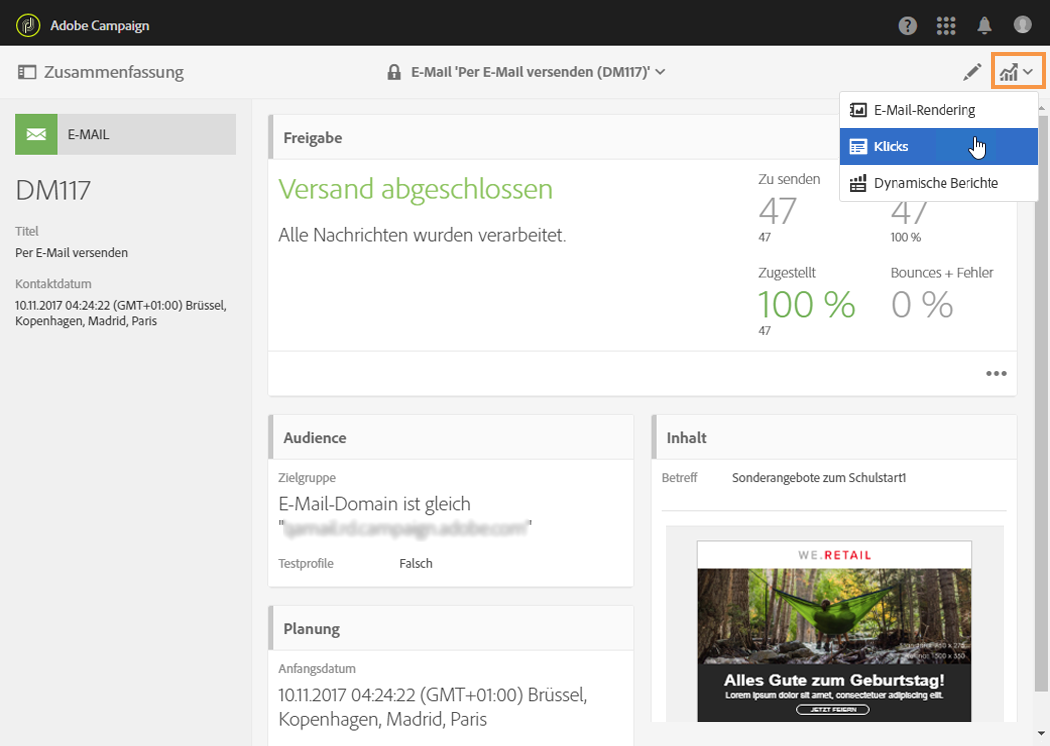 Adobe Campaign
?
Zusammenfassung
E-Mail 'Per E-Mail versenden (DM117)'
E-Mail-Rendering
Klicks
Dynamische Berichte
E-MAIL
DM117
Titel
Per E-Mail versenden
Kontaktdatum
10.11.2017 04:24:22 (GMT+01:00) Brüssel,
Kopenhagen, Madrid, Paris
Freigabe
Versand abgeschlossen
Alle Nachrichten wurden verarbeitet.
Zu senden
47
47
47
100 %
Zugestellt
100 %
47
Bounces + Fehler
0 %
Audience
Zielgruppe
E-Mail-Domain ist gleich
Testprofile Falsch
Planung
Anfangsdatum
10.11.2017 04:24:22 (GMT+01:00) Brüssel,
Kopenhagen, Madrid, Paris
Inhalt
Betreff Sonderangebote zum Schulstart1
WE.RETAIL
Alles Gute zum Geburtstag!
Lorem ipsum dolor sit amet, consectetuer adipiscing elit.
JETZT FEIERN